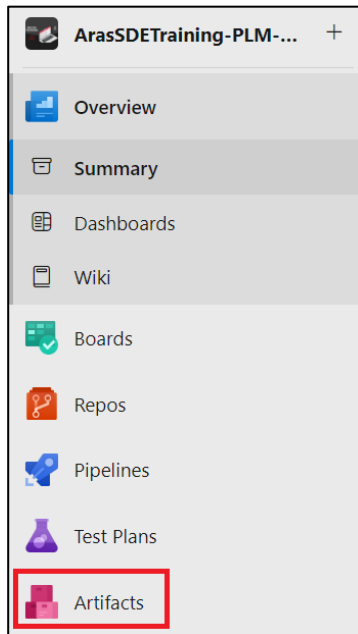 ArasSDETraining-PLM-... +
Overview
Summary
Dashboards
Wiki
Boards
Repos
Pipelines
Test Plans
Artifacts